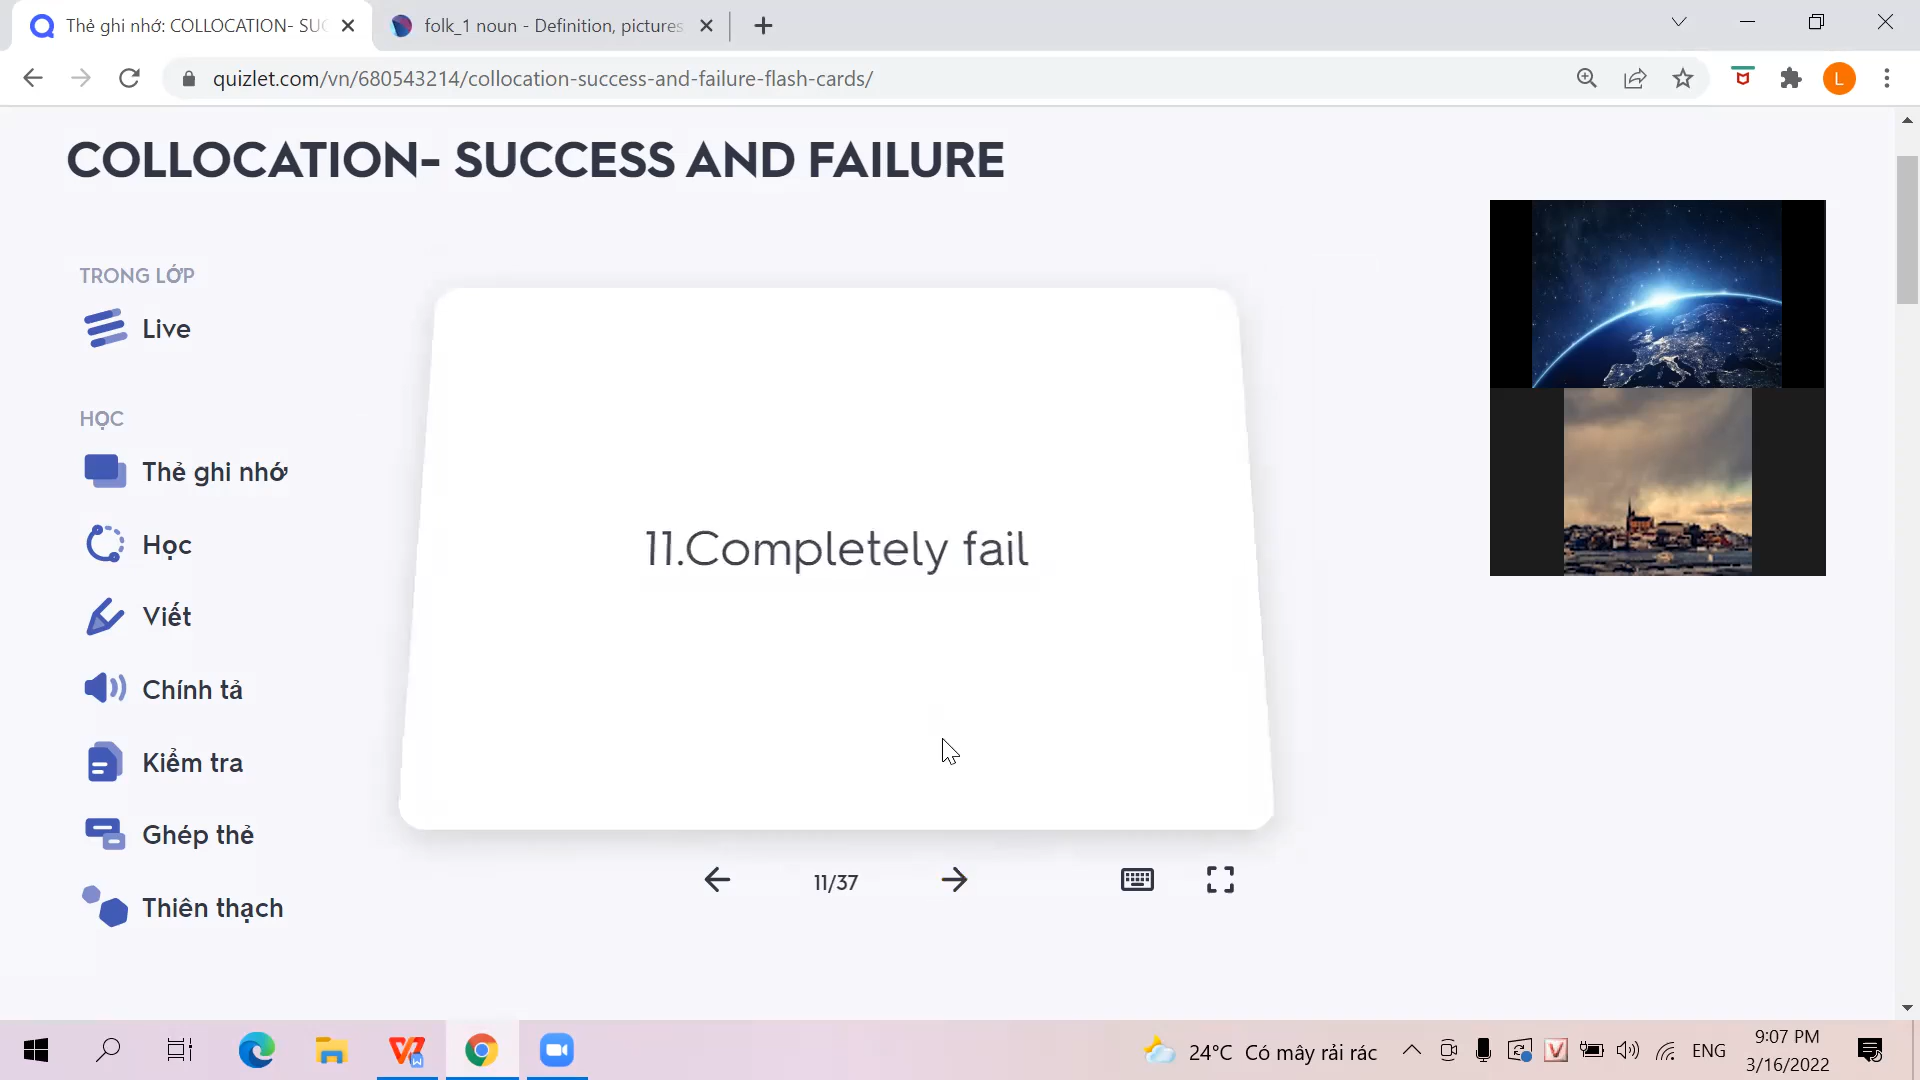 Thẻ ghi nhớ: COLLOCATION- SUC
folk_1 noun - Definition, pictures
quizlet.com/vn/680543214/collocation-success-and-failure-flash-cards/
L
COLLOCATION- SUCCESS AND FAILURE
TRONG LỚP
Live
HỌC
Thẻ ghi nhớ
Học
Viết
Chính tả
Kiểm tra
Ghép thẻ
Thiên thạch
11.Completely fail
11/37
24°C Có mây rải rác
ENG
9:07 PM
3/16/2022